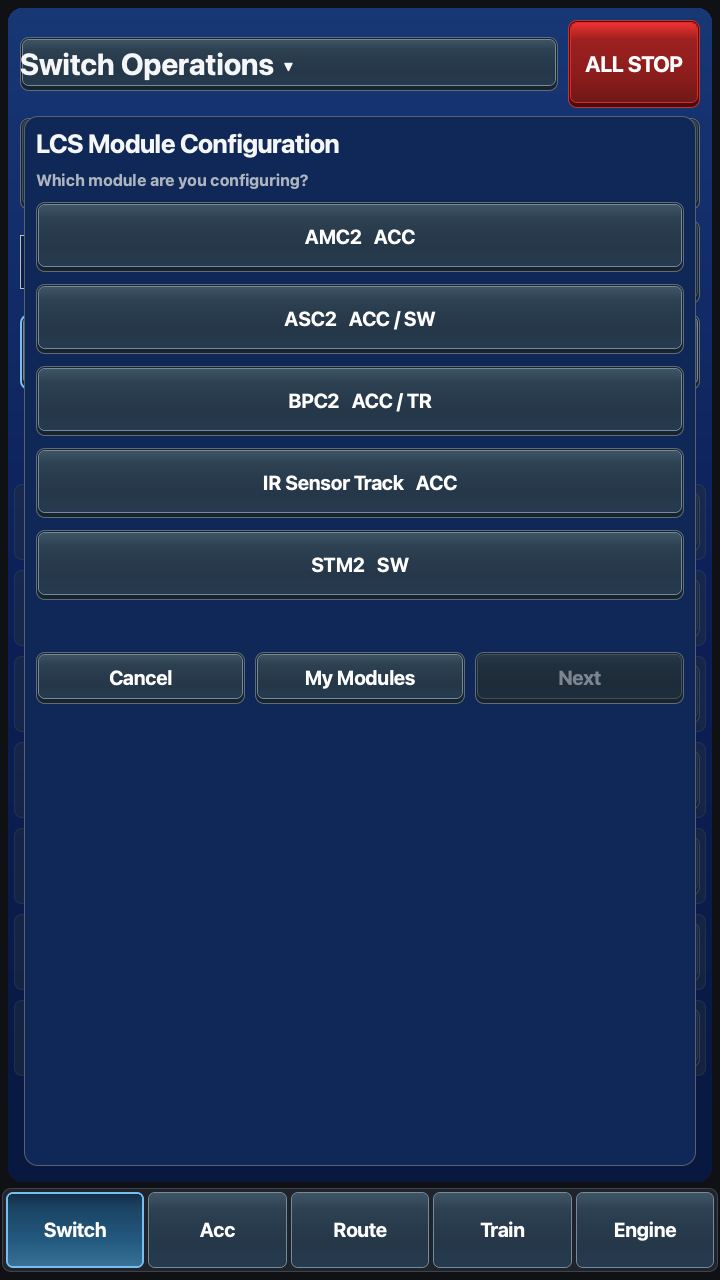 Switch Operations ▾
ALL STOP
LCS Module Configuration
Which module are you configuring?
AMC2 ACC
ASC2 ACC / SW
BPC2 ACC / TR
IR Sensor Track ACC
STM2 SW
Cancel
My Modules
Next
Switch
Acc
Route
Train
Engine